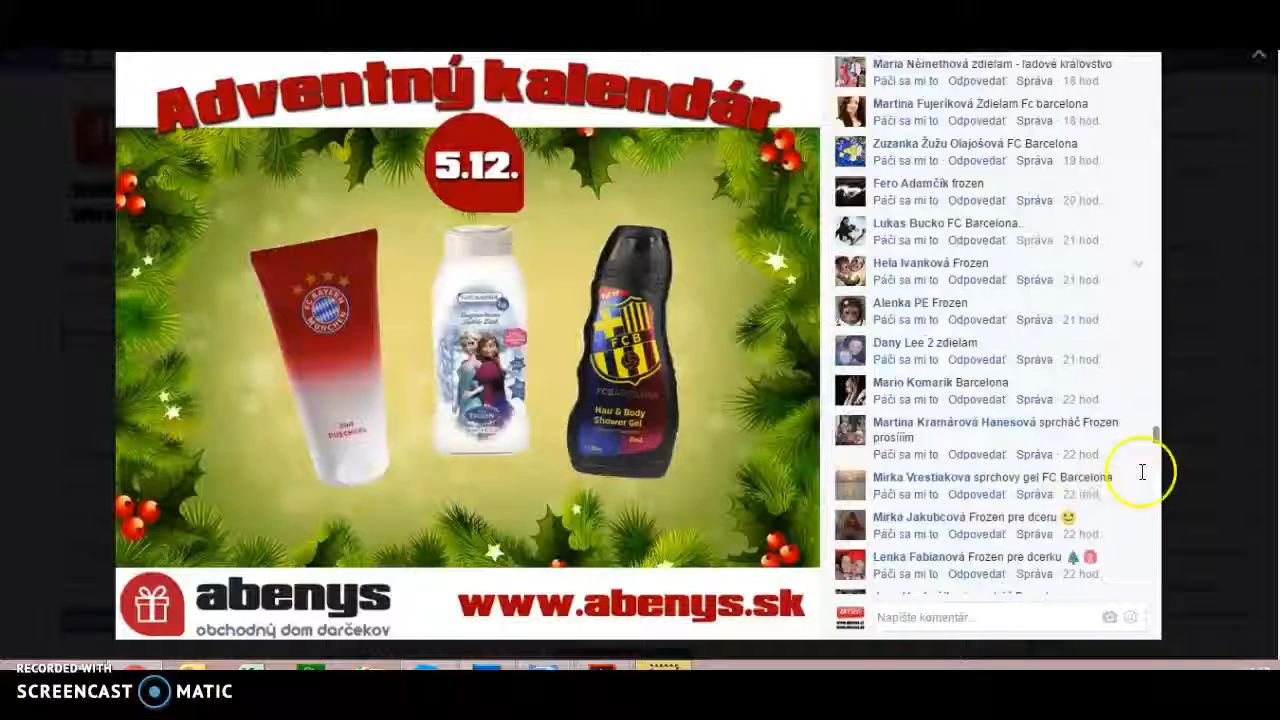 Adventný kalendár
5.12.
FC BAYERN
MÜNCHEN
DUSCHGEL
FROZEN
FCB
FC BARCELONA
Hair & Body
Shower Gel
abenys
obchodný dom darčekov
www.abenys.sk
Maria Némethová zdielam - ladové kralovstvo
Páči sa mi to Odpovedať Správa · 18 hod.
Martina Fujeriková Zdielam Fc barcelona
Páči sa mi to Odpovedať Správa · 18 hod.
Zuzanka Žužu Olajošová FC Barcelona
Páči sa mi to Odpovedať Správa · 19 hod.
Fero Adamčík frozen
Páči sa mi to Odpovedať Správa · 20 hod.
Lukas Bucko FC Barcelona..
Páči sa mi to Odpovedať Správa · 21 hod.
Hela Ivanková Frozen
Páči sa mi to Odpovedať Správa · 21 hod.
Alenka PE Frozen
Páči sa mi to Odpovedať Správa · 21 hod.
Dany Lee 2 zdielam
Páči sa mi to Odpovedať Správa · 21 hod.
Mario Komarik Barcelona
Páči sa mi to Odpovedať Správa · 22 hod.
Martina Kramárová Hanesová sprcháč Frozen
prosíiim
Páči sa mi to Odpovedať Správa · 22 hod.
Mirka Vrestiakova sprchovy gel FC Barcelona
Páči sa mi to Odpovedať Správa · 22 hod.
Mirka Jakubcová Frozen pre dceru 😀
Páči sa mi to Odpovedať Správa · 22 hod.
Lenka Fabianová Frozen pre dcerku 🌲🎁
Páči sa mi to Odpovedať Správa · 22 hod.
Napíšte komentár...
RECORDED WITH
SCREENCAST MATIC